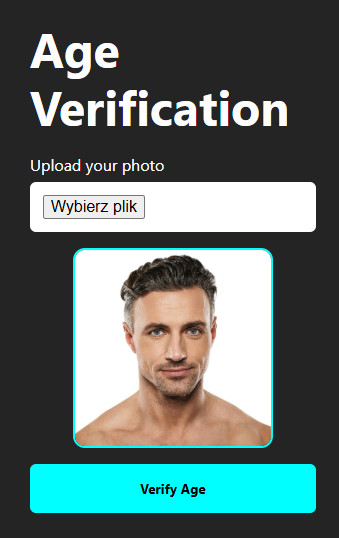 Age
Verification
Upload your photo
Wybierz plik
Verify Age